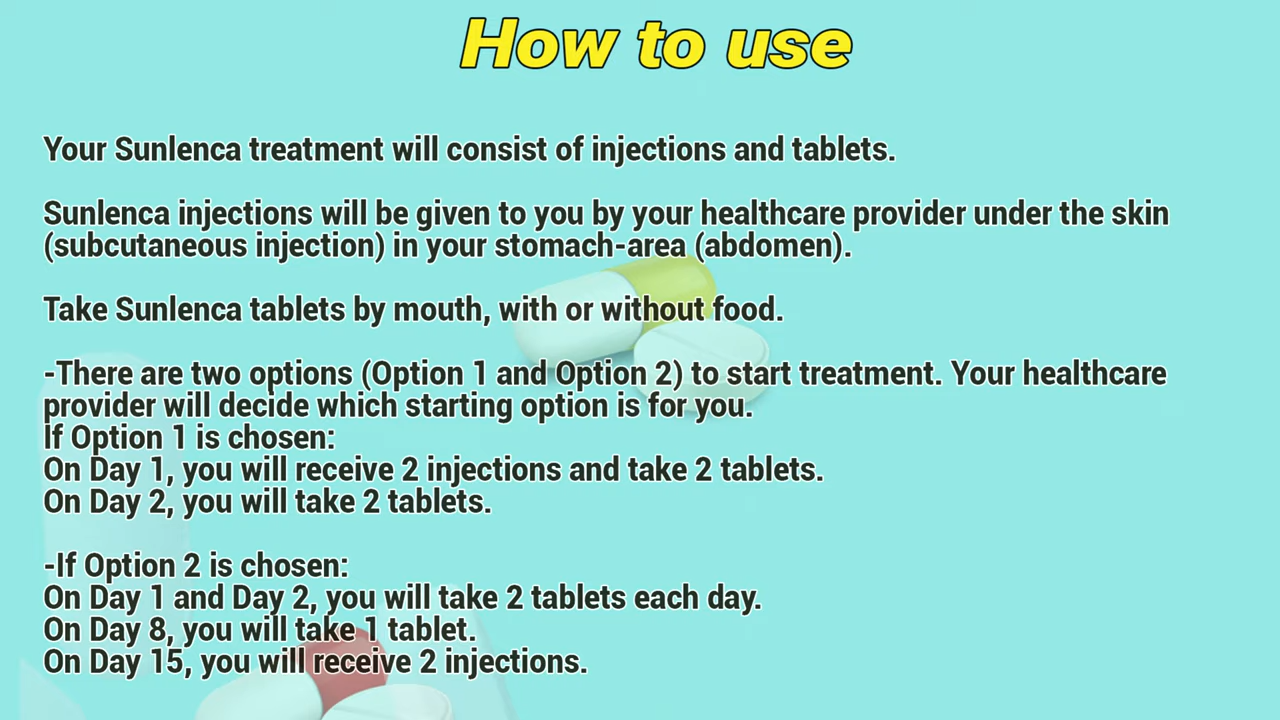 How to use
Your Sunlenca treatment will consist of injections and tablets.
Sunlenca injections will be given to you by your healthcare provider under the skin
(subcutaneous injection) in your stomach-area (abdomen).
Take Sunlenca tablets by mouth, with or without food.
-There are two options (Option 1 and Option 2) to start treatment. Your healthcare
provider will decide which starting option is for you.
If Option 1 is chosen:
On Day 1, you will receive 2 injections and take 2 tablets.
On Day 2, you will take 2 tablets.
-If Option 2 is chosen:
On Day 1 and Day 2, you will take 2 tablets each day.
On Day 8, you will take 1 tablet.
On Day 15, you will receive 2 injections.